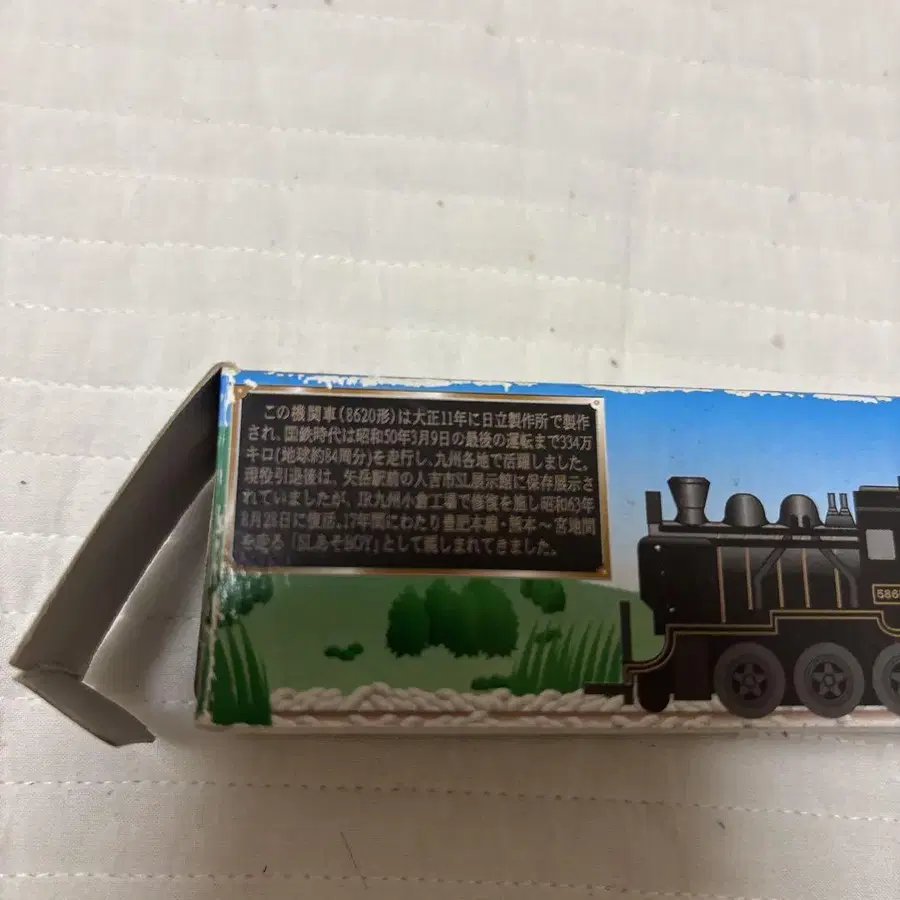 この機関車(8620形)は大正11年に日立製作所で製作
され、国鉄時代は昭和50年3月9日の最後の運転まで334万
キロ(地球約84周分)を走行し、九州各地で活躍しました。
現役引退後は、矢岳駅前の人吉市SL展示館に保存展示さ
れていましたが、JR九州小倉工場で修復を施し昭和63年
8月28日に復活。17年間にわたり豊肥本線・熊本～宮地間
を走る「SLあそBOY」として親しまれてきました。
586